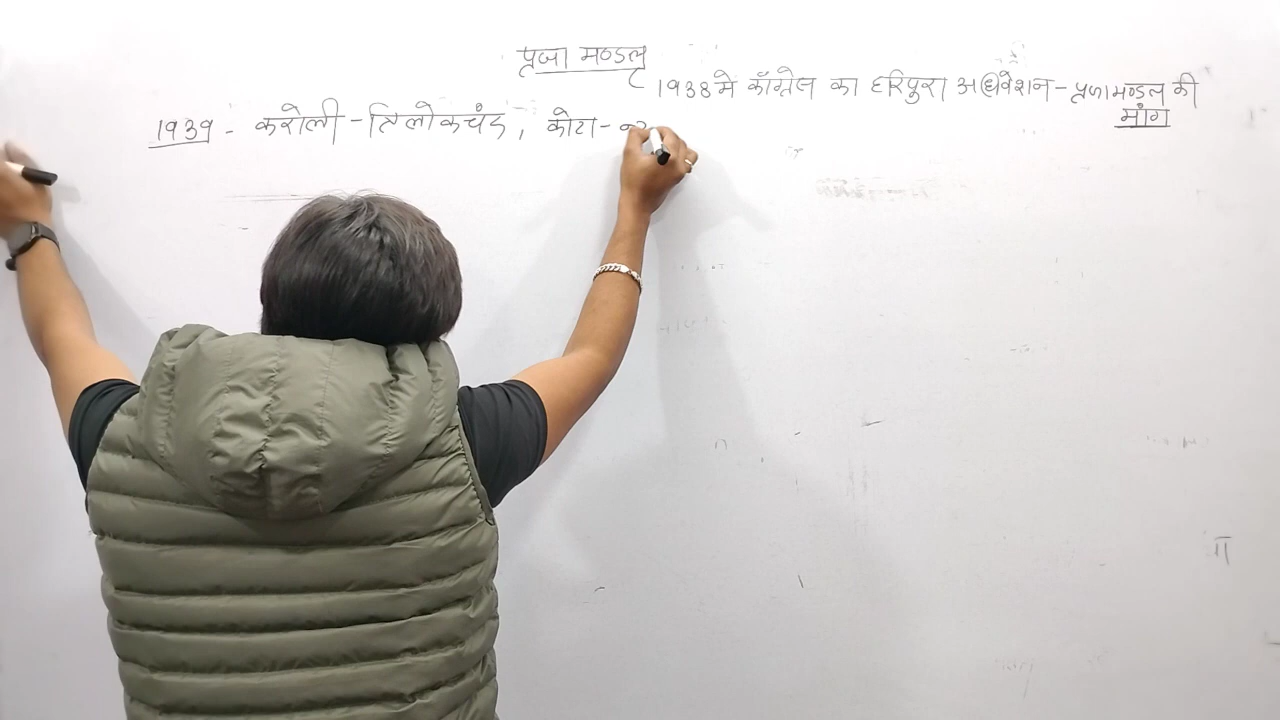 प्रजा मण्डल
1938 मे काँग्रेस का हरिपुरा अधिवेशन - प्रजामण्डल की
मांग
1939 - करोली - त्रिलोकचंद, कोटा -